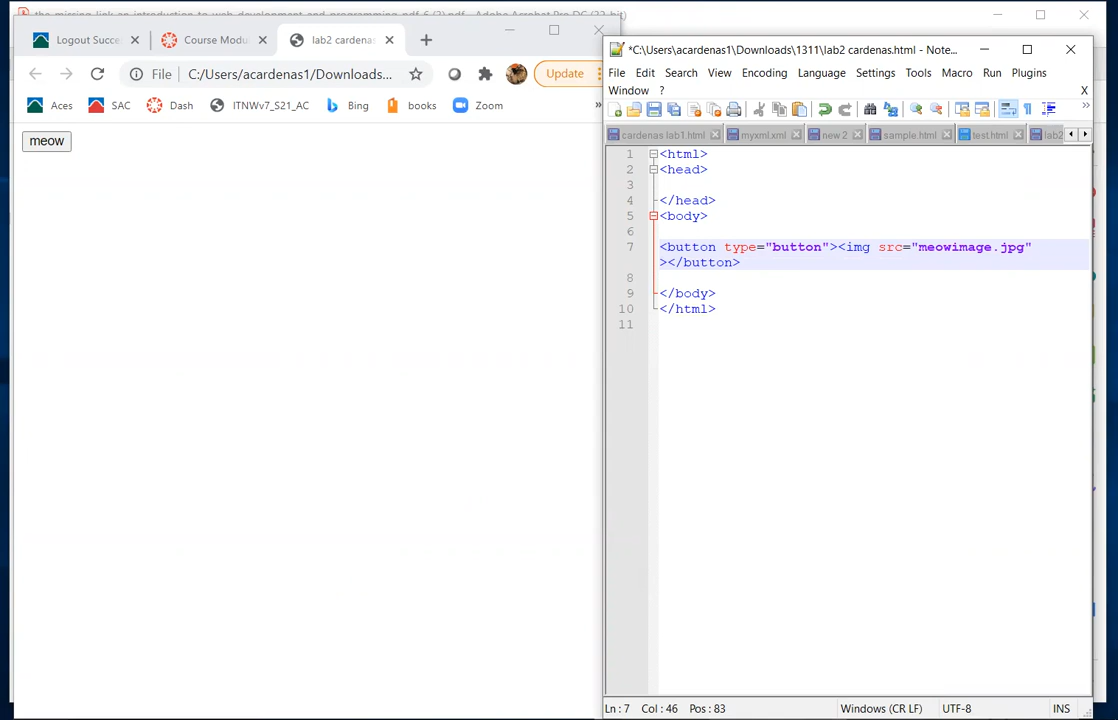 the-missing-link-an-introduction-to-web-development-and-programming-pdf-6 (2).pdf - Adobe Acrobat Pro DC (32-bit)
Logout Succe
Course Modu
lab2 cardenas
File
C:/Users/acardenas1/Downloads...
Update
Aces
SAC
Dash
ITNWv7_S21_AC
Bing
books
Zoom
»
meow
*C:\Users\acardenas1\Downloads\1311\lab2 cardenas.html - Note...
File Edit Search View Encoding Language Settings Tools Macro Run Plugins
Window ? X
cardenas lab1.html
myxml.xml
new 2
sample.html
test.html
lab2
1 <html>
2 <head>
3
4 </head>
5 <body>
6
7 <button type="button"><img src="meowimage.jpg"
></button>
8
9 </body>
10 </html>
11
Ln : 7 Col : 46 Pos : 83
Windows (CR LF)
UTF-8
INS